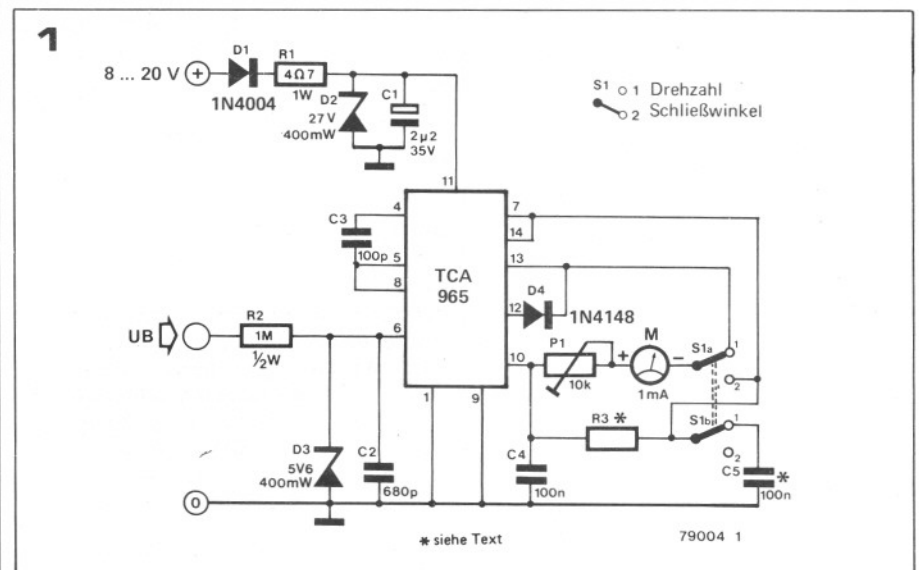 1
8 ... 20 V
+
D1
1N4004
R1
4Ω7
1W
D2
27V
400mW
C1
2µ2
35V
S1
1 Drehzahl
2 Schließwinkel
11
4
C3
100p
5
8
TCA
965
7
14
13
D4
12
1N4148
UB
R2
1M
½W
6
10
P1
10k
+
M
−
1mA
S1a
1
2
1
9
R3 *
S1b
1
2
D3
5V6
400mW
C2
680p
C4
100n
C5
*
100n
0
* siehe Text
79004 1